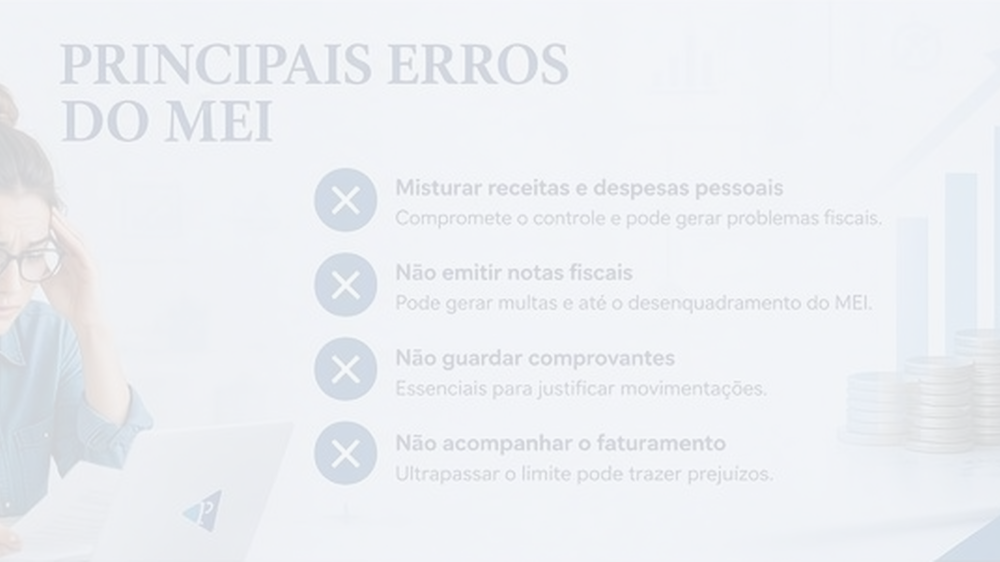 PRINCIPAIS ERROS
DO MEI
Misturar receitas e despesas pessoais
Compromete o controle e pode gerar problemas fiscais.
Não emitir notas fiscais
Pode gerar multas e até o desenquadramento do MEI.
Não guardar comprovantes
Essenciais para justificar movimentações.
Não acompanhar o faturamento
Ultrapassar o limite pode trazer prejuízos.